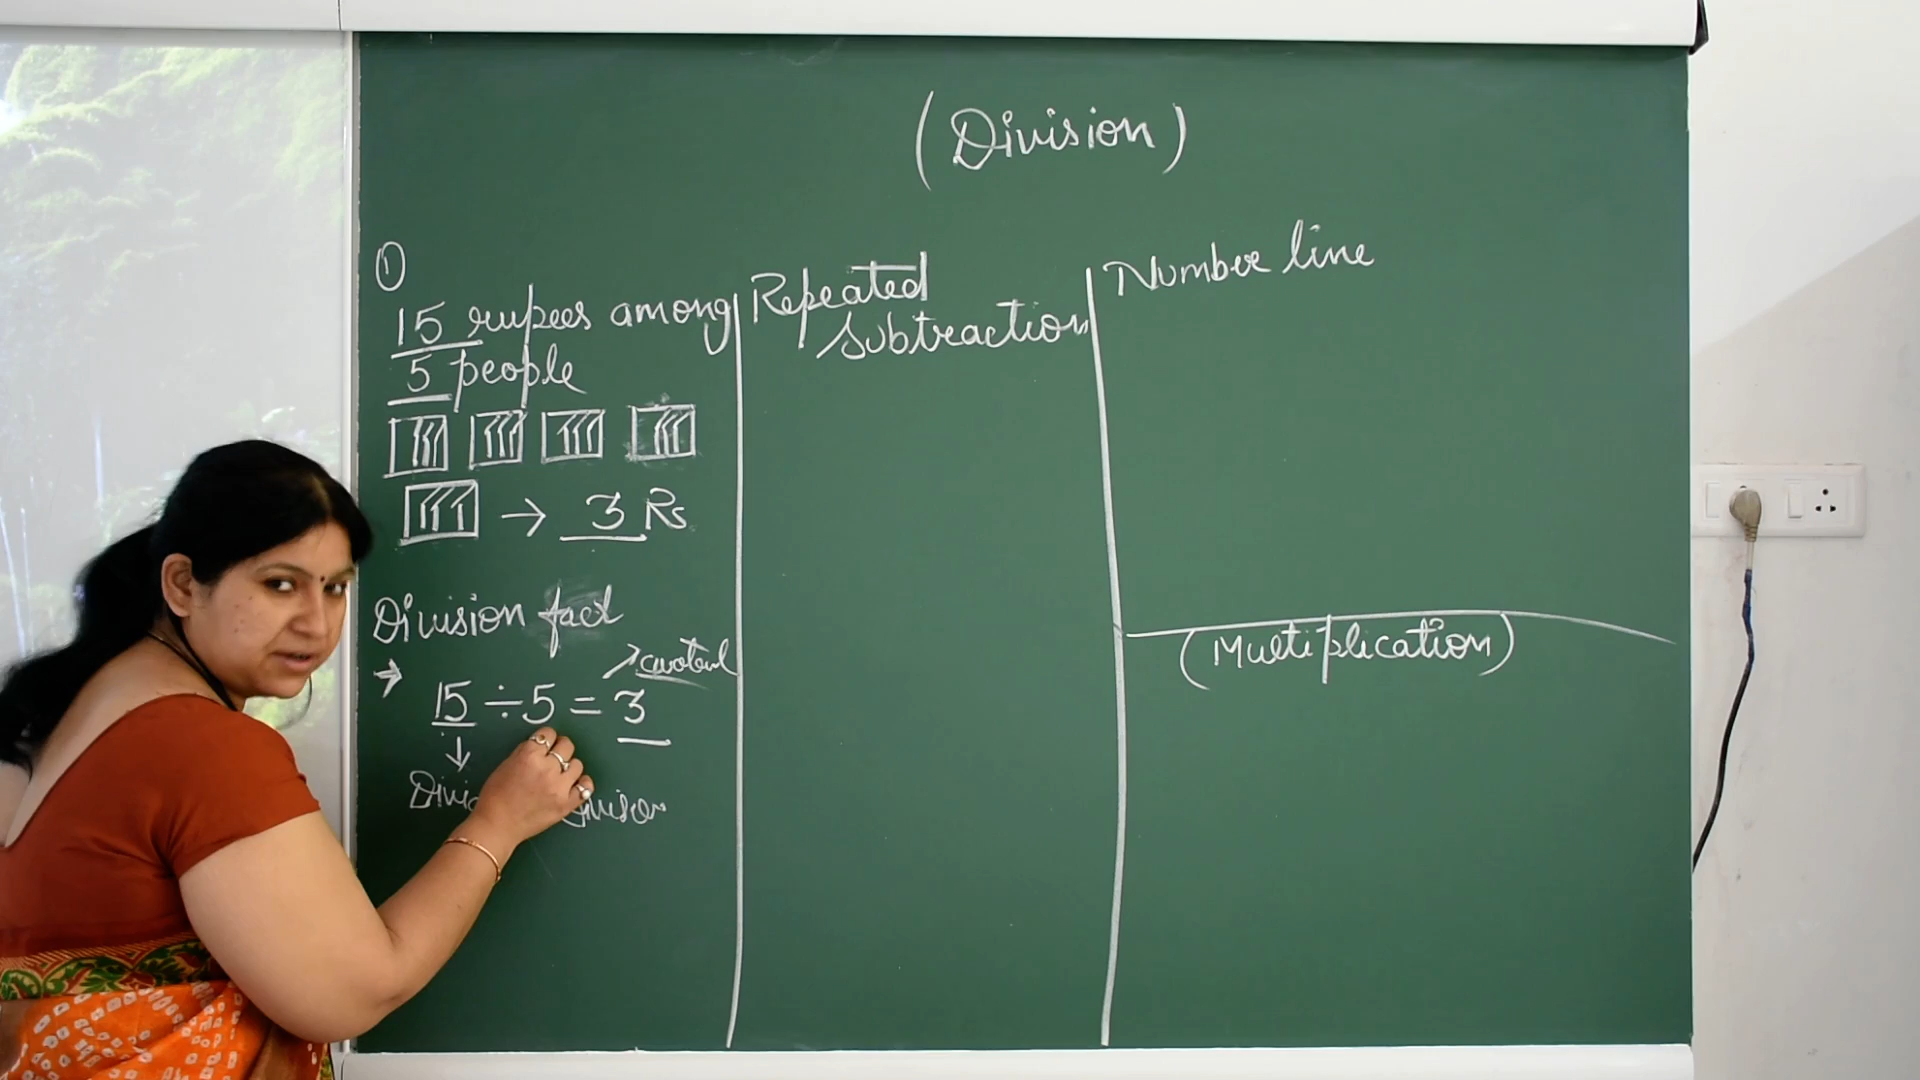 (Division)
①
15 rupees among
5 people
→ 3 Rs
Division fact
→
15 ÷ 5 = 3
Divisor
Repeated
subtraction
Number line
(Multiplication)